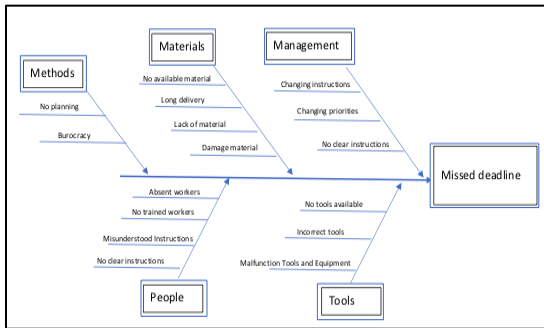 Materials
Management
Methods
No available material
Changing instructions
Long delivery
No planning
Changing priorities
Lack of material
Burocracy
No clear instructions
Damage material
Missed deadline
Absent workers
No tools available
No trained workers
Incorrect tools
Misunderstood Instructions
No clear instructions
Malfunction Tools and Equipment
People
Tools